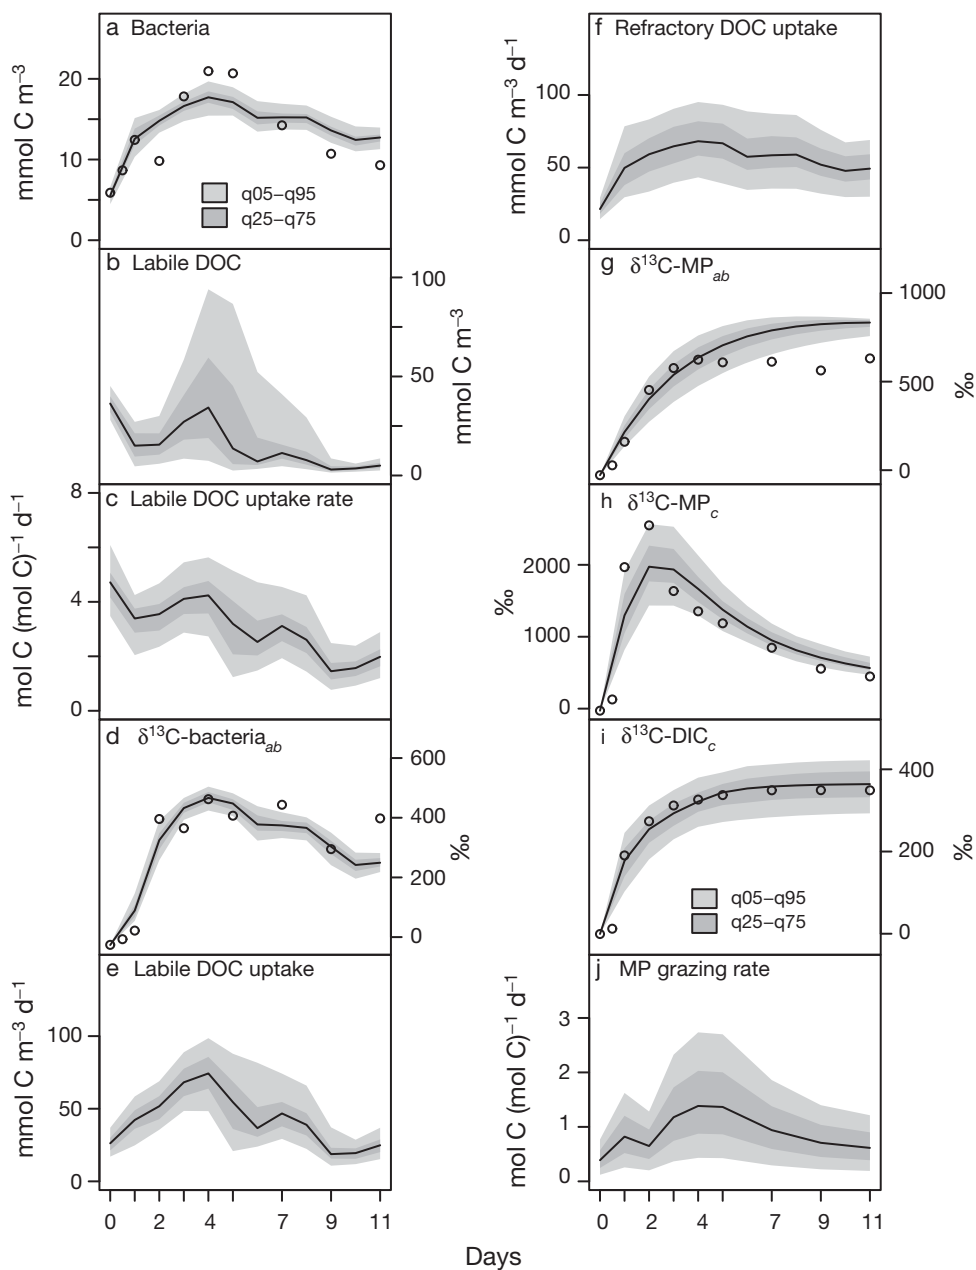 a Bacteria
mmol C m⁻³
20
10
0
q05–q95
q25–q75
b Labile DOC
100
50
0
mmol C m⁻³
c Labile DOC uptake rate
mol C (mol C)⁻¹ d⁻¹
8
4
0
d δ¹³C-bacteria_ab
600
400
200
0
‰
e Labile DOC uptake
mmol C m⁻³ d⁻¹
100
50
0
0 2 4 7 9 11
f Refractory DOC uptake
mmol C m⁻³ d⁻¹
100
50
0
g δ¹³C-MP_ab
1000
500
0
‰
h δ¹³C-MP_c
‰
2000
1000
0
i δ¹³C-DIC_c
400
200
0
‰
q05–q95
q25–q75
j MP grazing rate
mol C (mol C)⁻¹ d⁻¹
3
2
1
0
0 2 4 7 9 11
Days